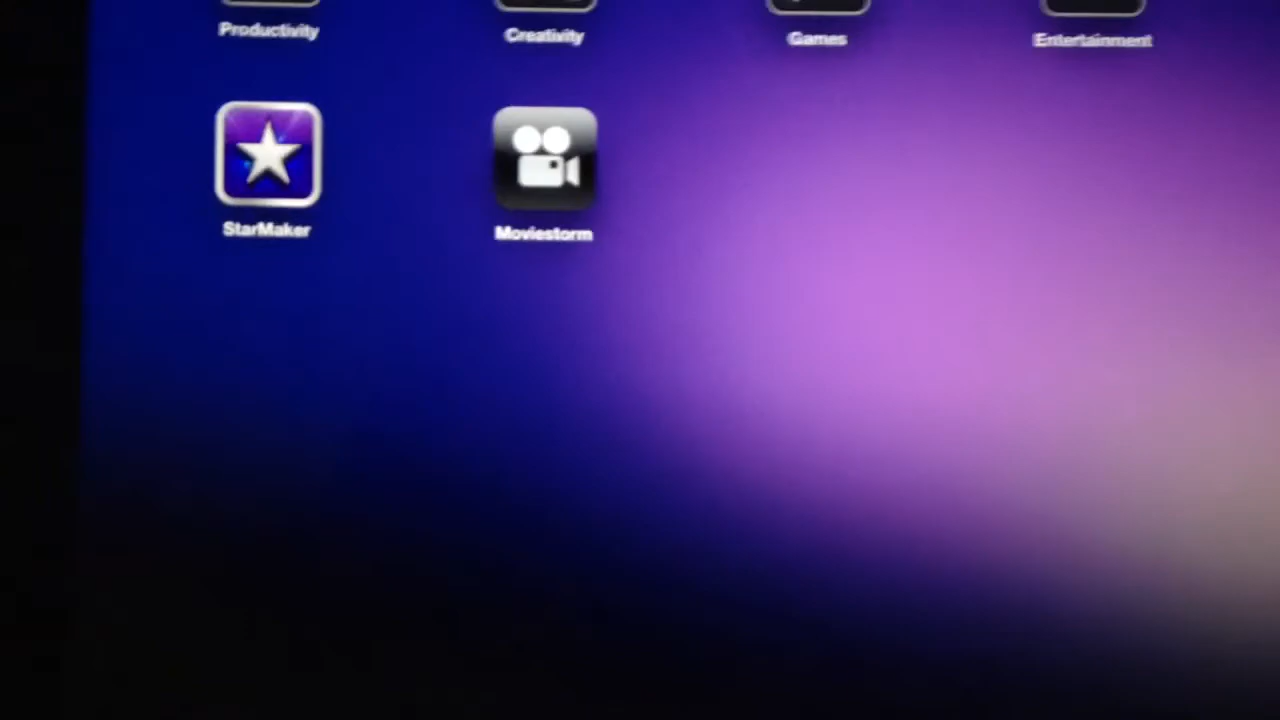 Productivity
Creativity
Games
Entertainment
StarMaker
Moviestorm